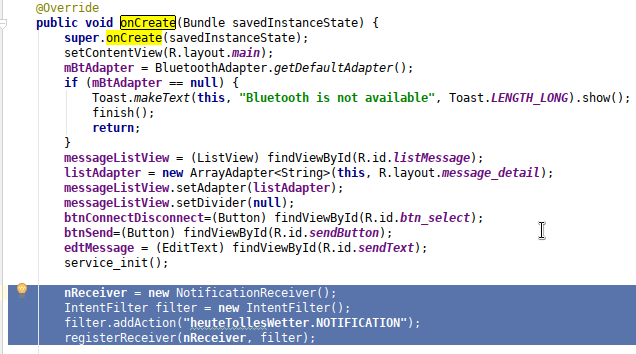 @Override
public void onCreate(Bundle savedInstanceState) {
super.onCreate(savedInstanceState);
setContentView(R.layout.main);
mBtAdapter = BluetoothAdapter.getDefaultAdapter();
if (mBtAdapter == null) {
Toast.makeText(this, "Bluetooth is not available", Toast.LENGTH_LONG).show();
finish();
return;
}
messageListView = (ListView) findViewById(R.id.listMessage);
listAdapter = new ArrayAdapter<String>(this, R.layout.message_detail);
messageListView.setAdapter(listAdapter);
messageListView.setDivider(null);
btnConnectDisconnect=(Button) findViewById(R.id.btn_select);
btnSend=(Button) findViewById(R.id.sendButton);
edtMessage = (EditText) findViewById(R.id.sendText);
service_init();
nReceiver = new NotificationReceiver();
IntentFilter filter = new IntentFilter();
filter.addAction("heuteTollesWetter.NOTIFICATION");
registerReceiver(nReceiver, filter);